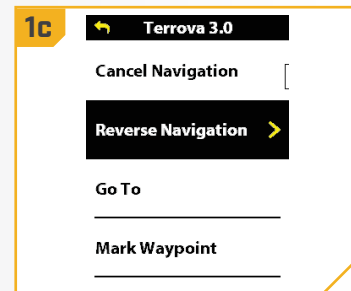 1c
Terrova 3.0
Cancel Navigation
Reverse Navigation
Go To
Mark Waypoint